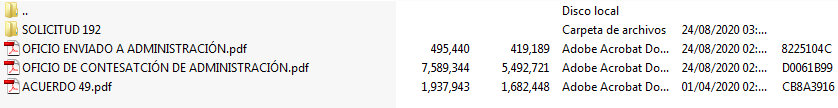 .. Disco local
SOLICITUD 192 Carpeta de archivos 24/08/2020 03:...
OFICIO ENVIADO A ADMINISTRACIÓN.pdf 495,440 419,189 Adobe Acrobat Do... 24/08/2020 02:... 8225104C
OFICIO DE CONTESATCIÓN DE ADMINISTRACIÓN.pdf 7,589,344 5,492,721 Adobe Acrobat Do... 24/08/2020 02:... D0061B99
ACUERDO 49.pdf 1,937,943 1,682,448 Adobe Acrobat Do... 01/04/2020 02:... CB8A3916